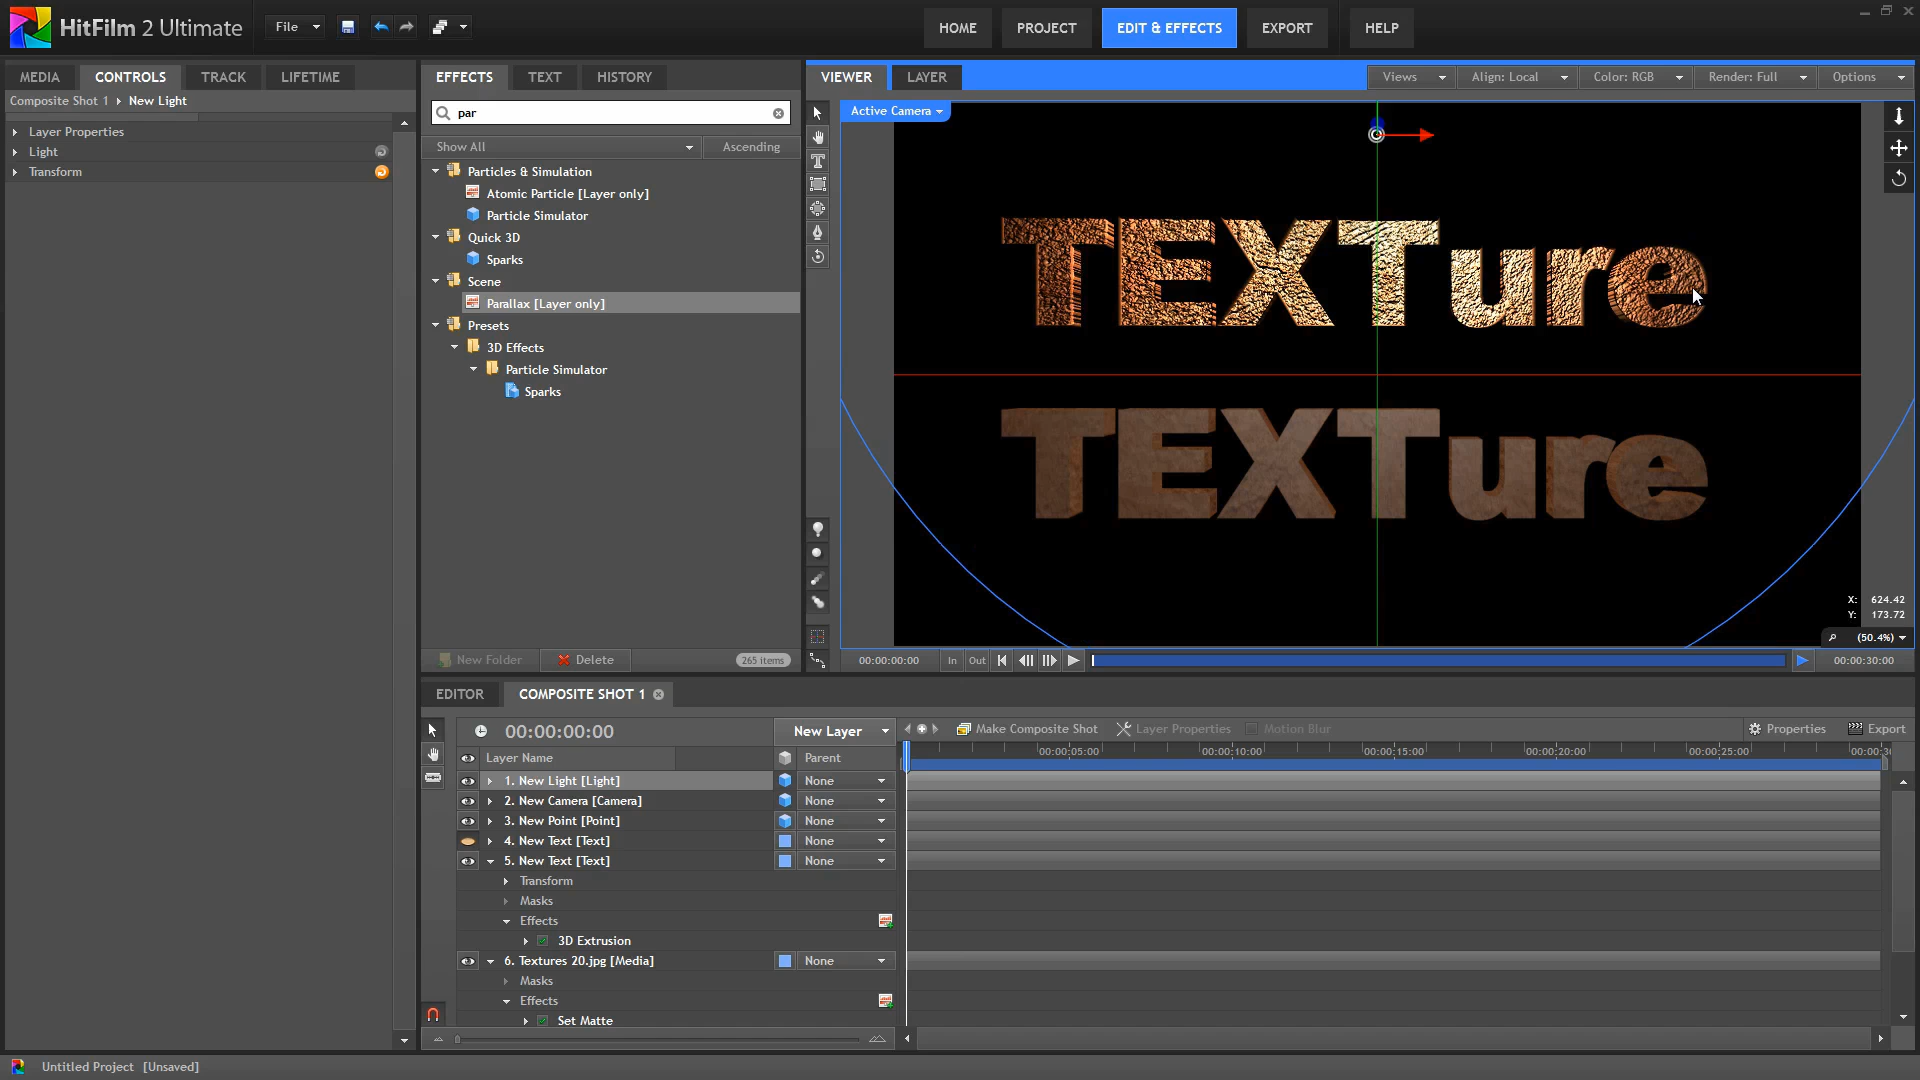 HitFilm 2 Ultimate
File
HOME
PROJECT
EDIT & EFFECTS
EXPORT
HELP
MEDIA
CONTROLS
TRACK
LIFETIME
Composite Shot 1 New Light
Layer Properties
Light
Transform
EFFECTS
TEXT
HISTORY
par
Show All
Ascending
Particles & Simulation
Atomic Particle [Layer only]
Particle Simulator
Quick 3D
Sparks
Scene
Parallax [Layer only]
Presets
3D Effects
Particle Simulator
Sparks
New Folder
Delete
265 items
VIEWER
LAYER
Views
Align: Local
Color: RGB
Render: Full
Options
Active Camera
TEXTure
TEXTure
X: 624.42
Y: 173.72
(50.4%)
00:00:00:00
In
Out
00:00:30:00
EDITOR
COMPOSITE SHOT 1
00:00:00:00
New Layer
Make Composite Shot
Layer Properties
Motion Blur
Properties
Export
Layer Name
Parent
00:00:05:00
00:00:10:00
00:00:15:00
00:00:20:00
00:00:25:00
00:00:3
1. New Light [Light]
None
2. New Camera [Camera]
None
3. New Point [Point]
None
4. New Text [Text]
None
5. New Text [Text]
None
Transform
Masks
Effects
3D Extrusion
6. Textures 20.jpg [Media]
None
Masks
Effects
Set Matte
Untitled Project [Unsaved]